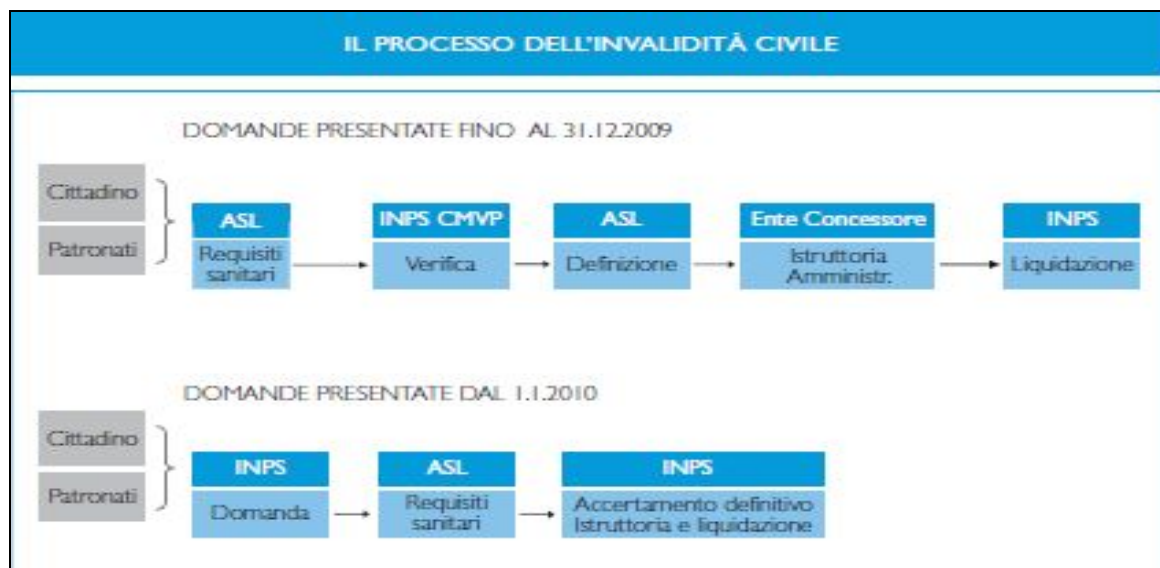 IL PROCESSO DELL'INVALIDITÀ CIVILE
DOMANDE PRESENTATE FINO AL 31.12.2009
Cittadino
Patronati
ASL
Requisiti
sanitari
INPS CMVP
Verifica
ASL
Definizione
Ente Concessore
Istruttoria
Amministr.
INPS
Liquidazione
DOMANDE PRESENTATE DAL 1.1.2010
Cittadino
Patronati
INPS
Domanda
ASL
Requisiti
sanitari
INPS
Accertamento definitivo
Istruttoria e liquidazione